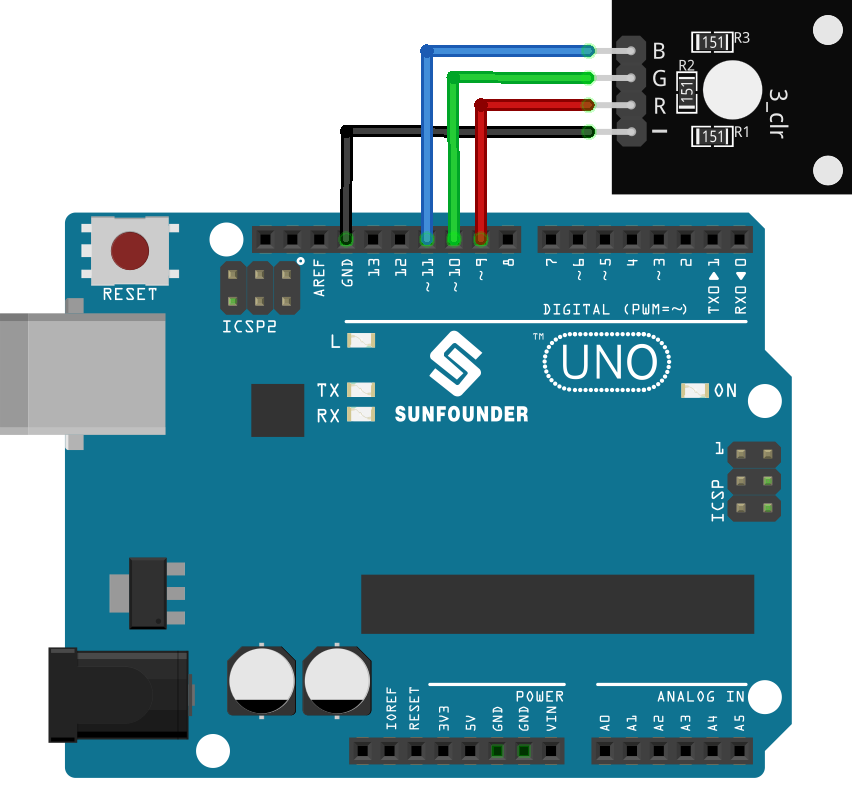 B
G
R
−
R3
R2
R1
151
151
151
3_clr
RESET
ICSP2
AREF
GND
13
12
~11
~10
~9
8
7
~6
~5
4
~3
2
TX0▶1
RX0◀0
DIGITAL (PWM=~)
L
TX
RX
SUNFOUNDER
™
UNO
ON
1
ICSP
IOREF
RESET
3V3
5V
GND
GND
VIN
POWER
ANALOG IN
A0
A1
A2
A3
A4
A5